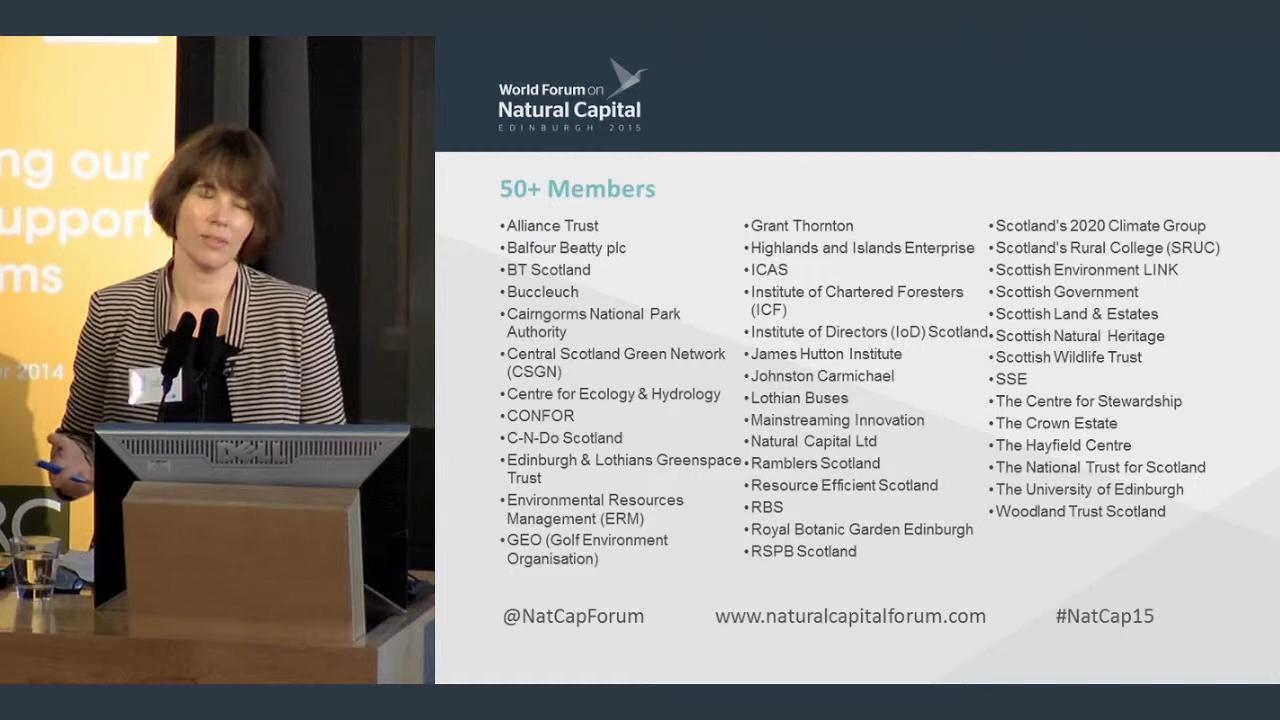 ng our
upport
ms
r 2014
RC
DELL
World Forum on
Natural Capital
EDINBURGH 2015
50+ Members
•Alliance Trust
•Balfour Beatty plc
•BT Scotland
•Buccleuch
•Cairngorms National Park
Authority
•Central Scotland Green Network
(CSGN)
•Centre for Ecology & Hydrology
•CONFOR
•C-N-Do Scotland
•Edinburgh & Lothians Greenspace
Trust
•Environmental Resources
Management (ERM)
•GEO (Golf Environment
Organisation)
•Grant Thornton
•Highlands and Islands Enterprise
•ICAS
•Institute of Chartered Foresters
(ICF)
•Institute of Directors (IoD) Scotland
•James Hutton Institute
•Johnston Carmichael
•Lothian Buses
•Mainstreaming Innovation
•Natural Capital Ltd
•Ramblers Scotland
•Resource Efficient Scotland
•RBS
•Royal Botanic Garden Edinburgh
•RSPB Scotland
•Scotland's 2020 Climate Group
•Scotland's Rural College (SRUC)
•Scottish Environment LINK
•Scottish Government
•Scottish Land & Estates
•Scottish Natural Heritage
•Scottish Wildlife Trust
•SSE
•The Centre for Stewardship
•The Crown Estate
•The Hayfield Centre
•The National Trust for Scotland
•The University of Edinburgh
•Woodland Trust Scotland
@NatCapForum www.naturalcapitalforum.com #NatCap15